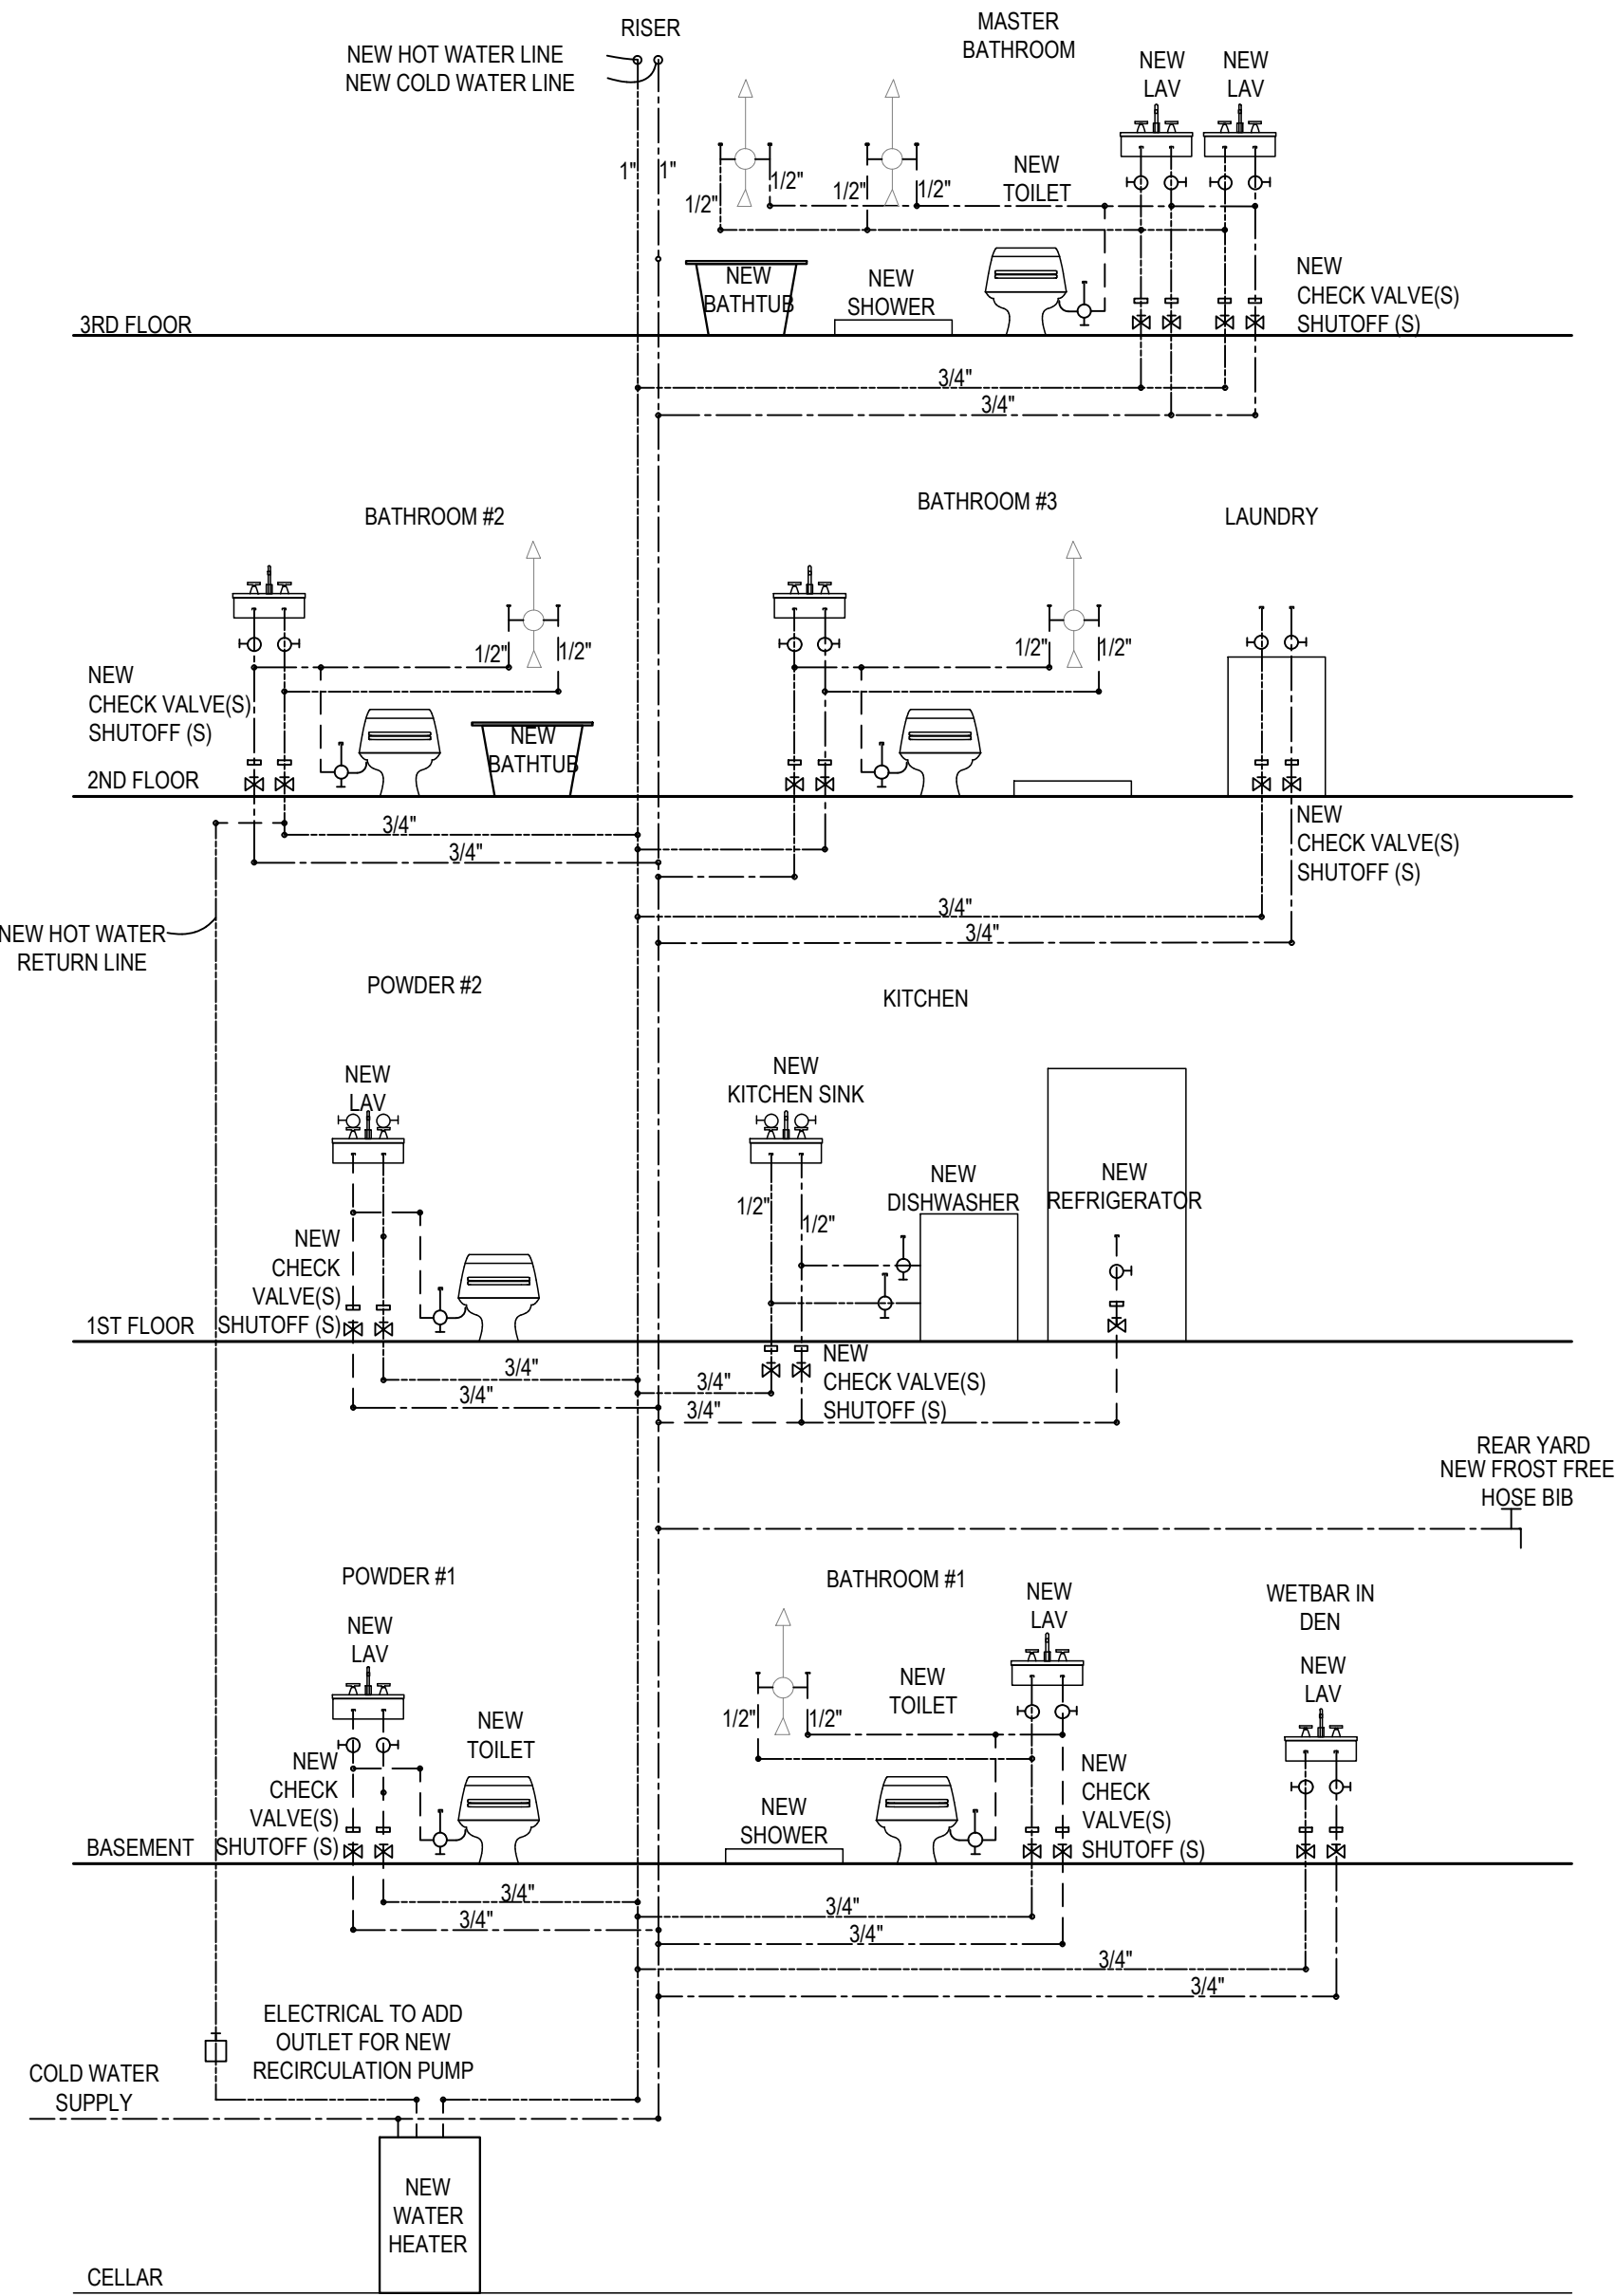 RISER
NEW HOT WATER LINE
NEW COLD WATER LINE
MASTER
BATHROOM
NEW
LAV
NEW
LAV
1"
1"
1/2"
1/2"
1/2"
1/2"
NEW
TOILET
NEW
BATHTUB
NEW
SHOWER
NEW
CHECK VALVE(S)
SHUTOFF (S)
3RD FLOOR
3/4"
3/4"
BATHROOM #2
BATHROOM #3
LAUNDRY
1/2"
1/2"
1/2"
1/2"
NEW
CHECK VALVE(S)
SHUTOFF (S)
NEW
BATHTUB
2ND FLOOR
3/4"
3/4"
NEW
CHECK VALVE(S)
SHUTOFF (S)
3/4"
3/4"
NEW HOT WATER
RETURN LINE
POWDER #2
KITCHEN
NEW
LAV
NEW
KITCHEN SINK
1/2"
1/2"
NEW
DISHWASHER
NEW
REFRIGERATOR
NEW
CHECK
VALVE(S)
SHUTOFF (S)
1ST FLOOR
3/4"
3/4"
3/4"
3/4"
NEW
CHECK VALVE(S)
SHUTOFF (S)
REAR YARD
NEW FROST FREE
HOSE BIB
POWDER #1
BATHROOM #1
WETBAR IN
DEN
NEW
LAV
NEW
LAV
NEW
LAV
NEW
TOILET
1/2"
1/2"
NEW
TOILET
NEW
CHECK
VALVE(S)
SHUTOFF (S)
NEW
SHOWER
NEW
CHECK
VALVE(S)
SHUTOFF (S)
BASEMENT
3/4"
3/4"
3/4"
3/4"
3/4"
3/4"
ELECTRICAL TO ADD
OUTLET FOR NEW
RECIRCULATION PUMP
COLD WATER
SUPPLY
NEW
WATER
HEATER
CELLAR